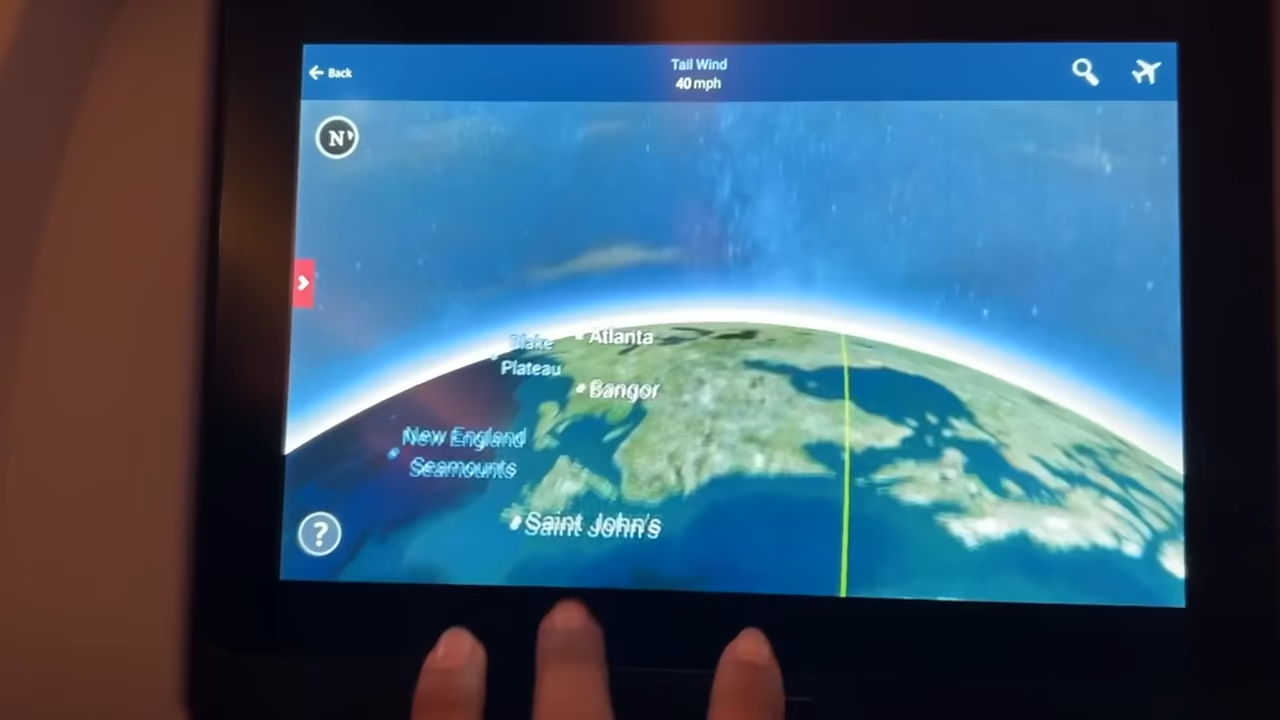 Back
Tail Wind
40 mph
N
Atlanta
Blake
Plateau
Bangor
New England
Seamounts
Saint John's
?